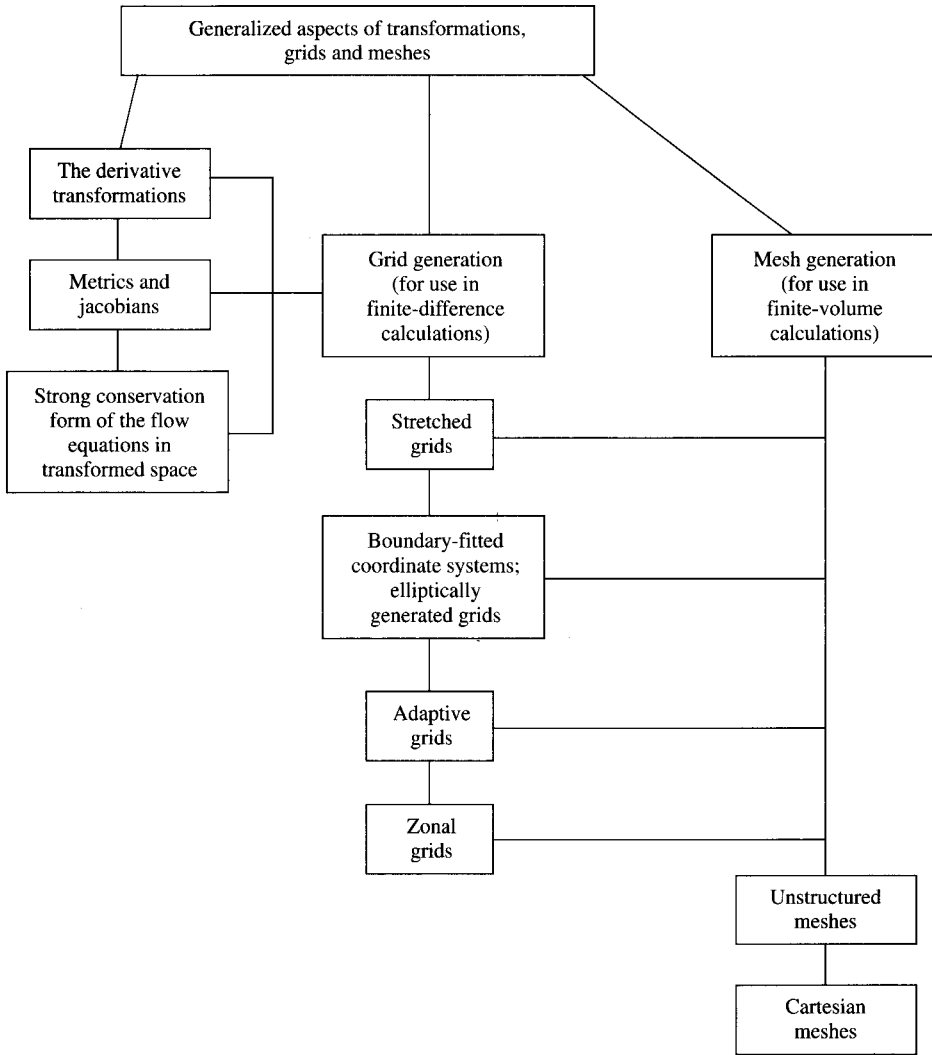 Generalized aspects of transformations,
grids and meshes
The derivative
transformations
Metrics and
jacobians
Strong conservation
form of the flow
equations in
transformed space
Grid generation
(for use in
finite-difference
calculations)
Stretched
grids
Boundary-fitted
coordinate systems;
elliptically
generated grids
Adaptive
grids
Zonal
grids
Mesh generation
(for use in
finite-volume
calculations)
Unstructured
meshes
Cartesian
meshes